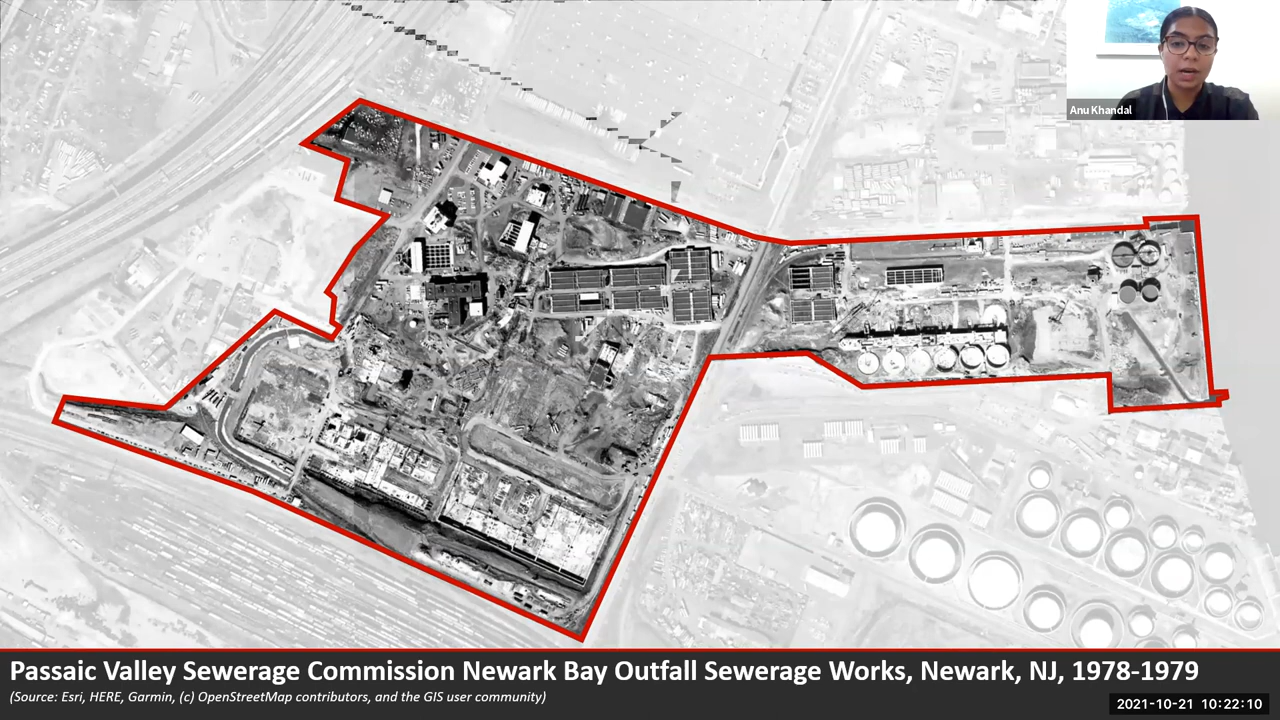 Anu Khandal
Passaic Valley Sewerage Commission Newark Bay Outfall Sewerage Works, Newark, NJ, 1978-1979
(Source: Esri, HERE, Garmin, (c) OpenStreetMap contributors, and the GIS user community)
2021-10-21 10:22:10